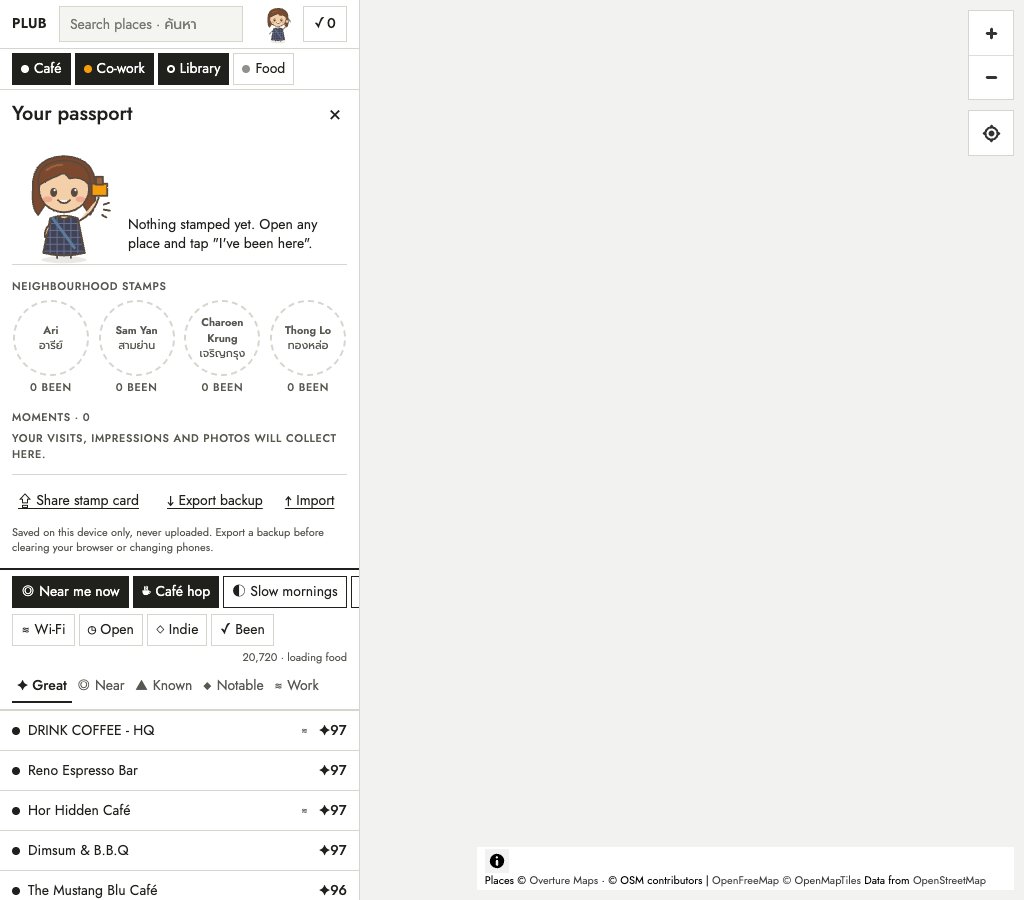 PLUB
Search places · ค้นหา
✓ 0
Café
Co-work
Library
Food
Your passport
×
Nothing stamped yet. Open any
place and tap "I've been here".
NEIGHBOURHOOD STAMPS
Ari
อารีย์
Sam Yan
สามย่าน
Charoen
Krung
เจริญกรุง
Thong Lo
ทองหล่อ
0 BEEN
0 BEEN
0 BEEN
0 BEEN
MOMENTS · 0
YOUR VISITS, IMPRESSIONS AND PHOTOS WILL COLLECT
HERE.
Share stamp card
↓ Export backup
↑ Import
Saved on this device only, never uploaded. Export a backup before
clearing your browser or changing phones.
◎ Near me now
Café hop
◐ Slow mornings
≈ Wi-Fi
◷ Open
◇ Indie
✓ Been
20,720 · loading food
✦ Great
◎ Near
▲ Known
◆ Notable
≈ Work
DRINK COFFEE - HQ
≈ ✦97
Reno Espresso Bar
✦97
Hor Hidden Café
≈ ✦97
Dimsum & B.B.Q
✦97
The Mustang Blu Café
✦96
+
−
Places © Overture Maps · © OSM contributors | OpenFreeMap © OpenMapTiles Data from OpenStreetMap